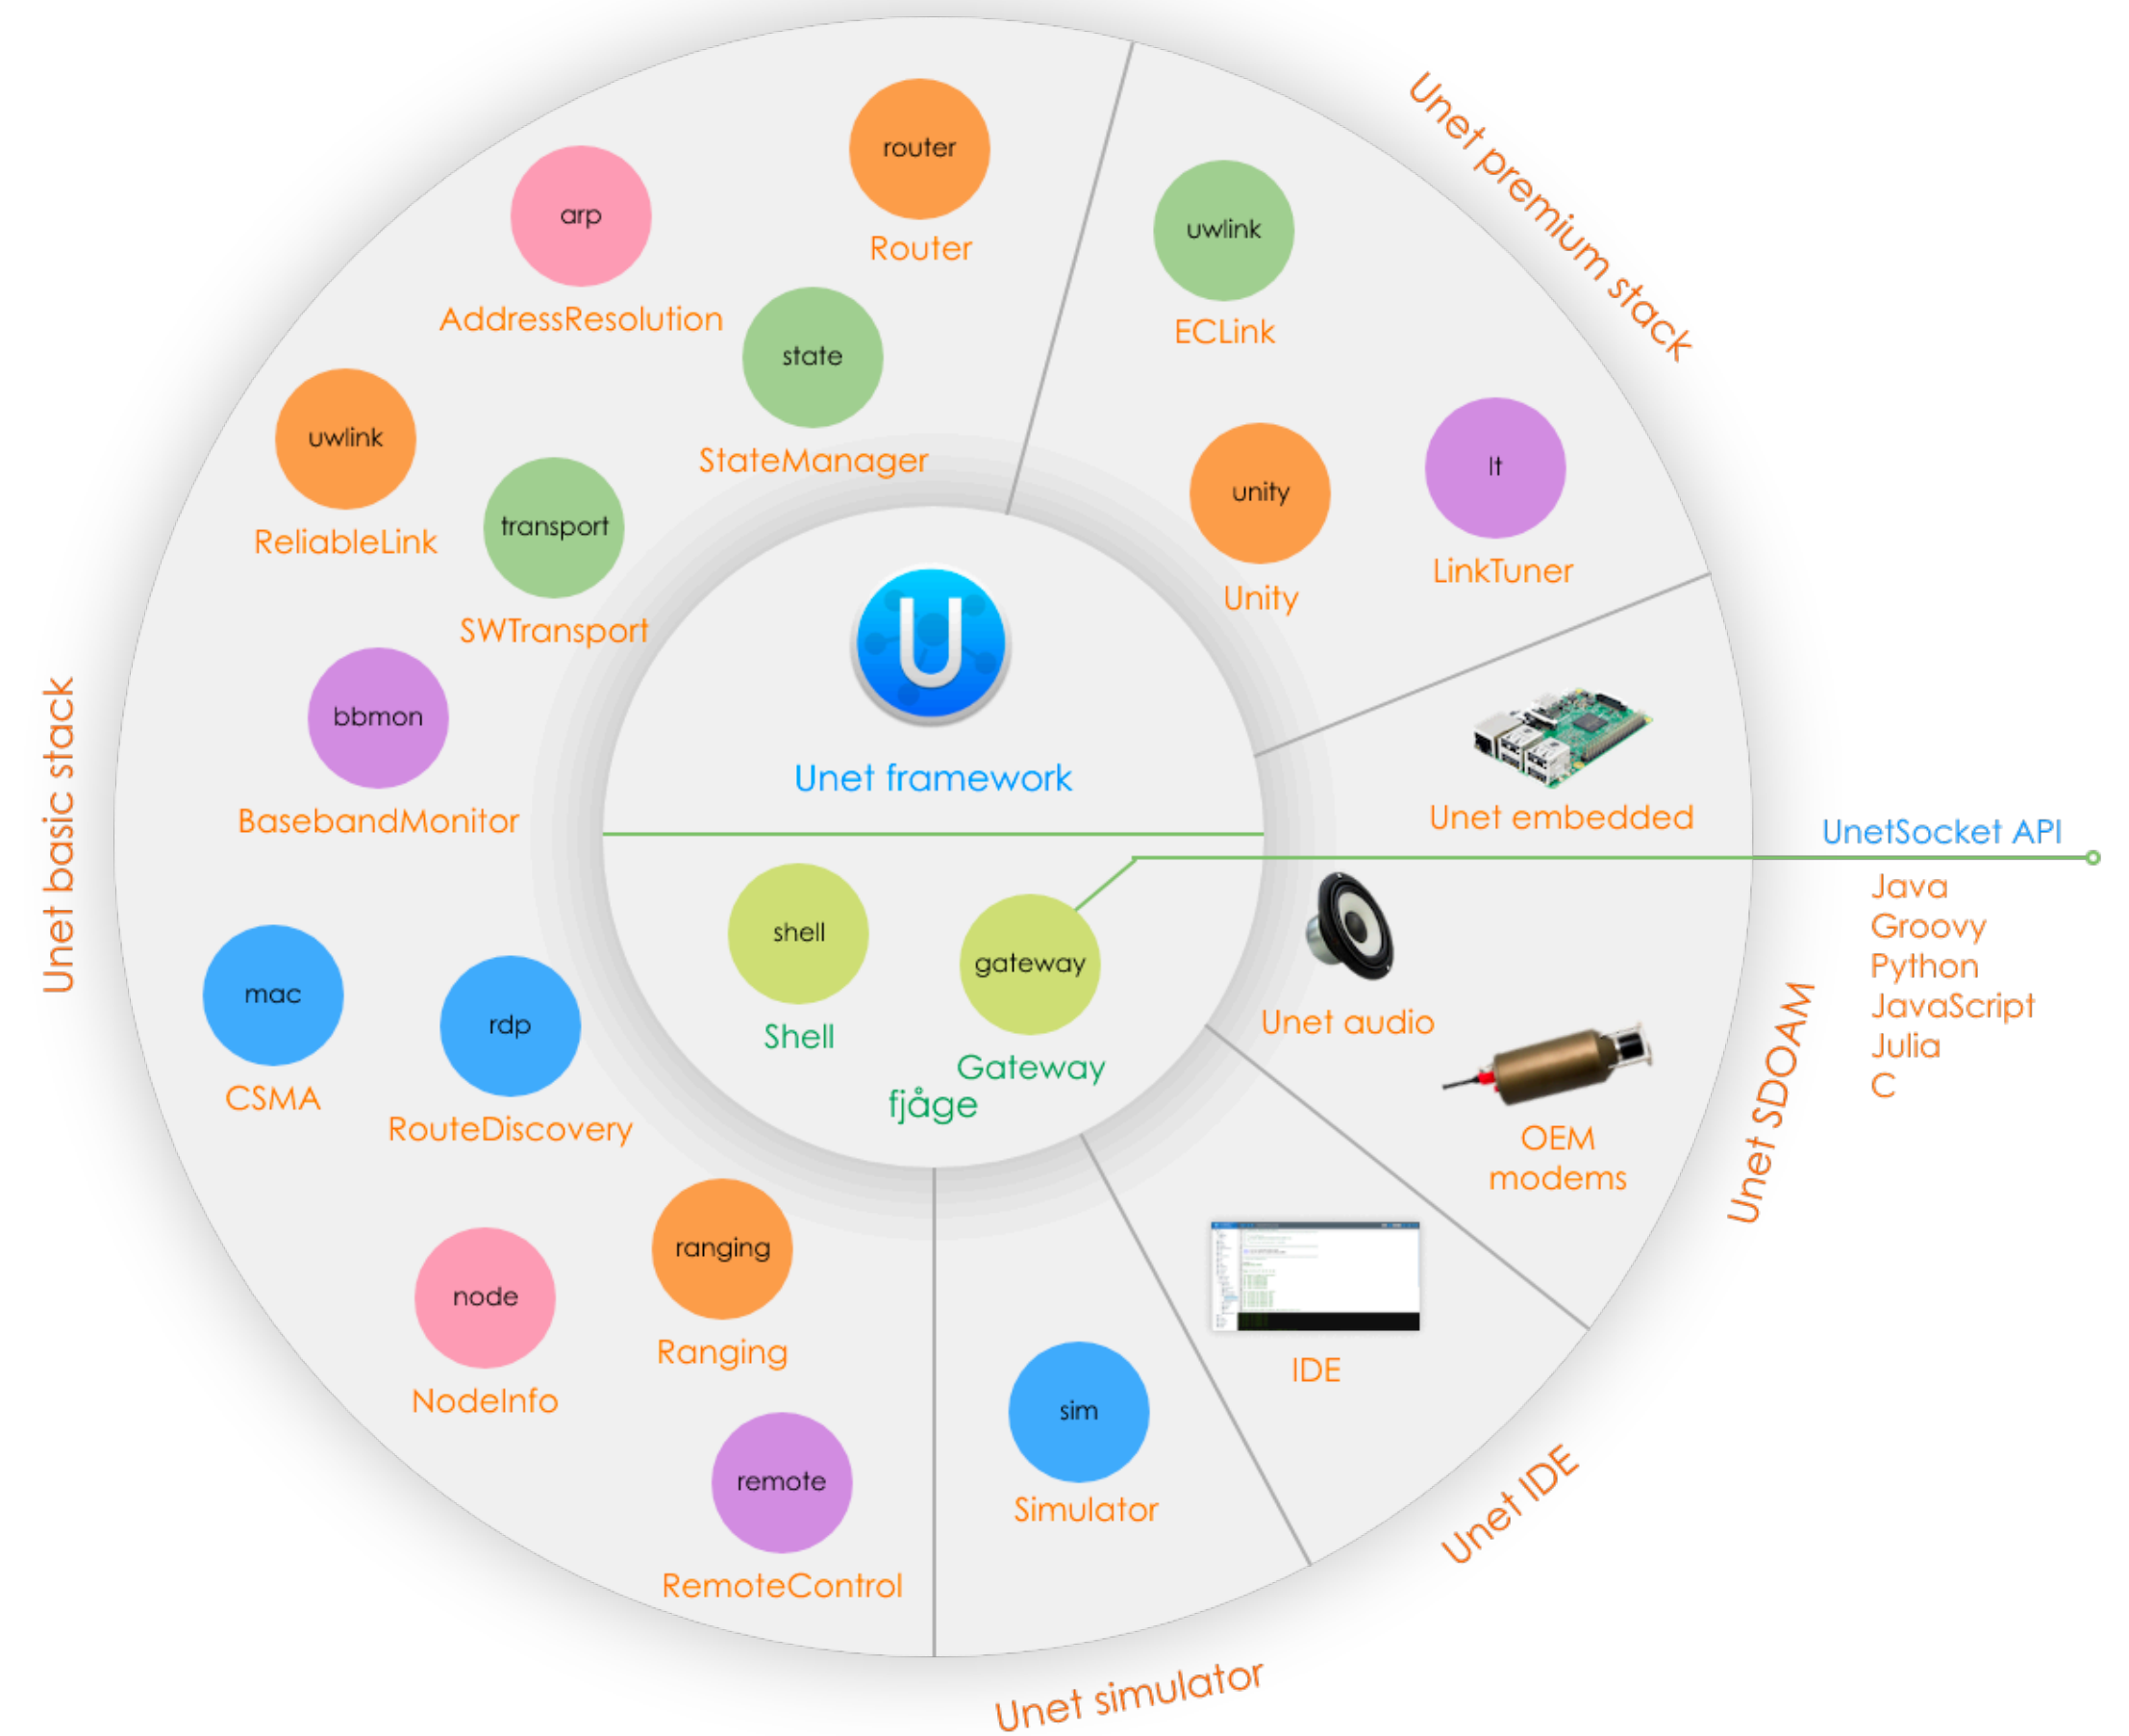 Unet basic stack
router
Router
arp
AddressResolution
state
StateManager
uwlink
ReliableLink
transport
SWTransport
bbmon
BasebandMonitor
mac
CSMA
rdp
RouteDiscovery
ranging
Ranging
node
NodeInfo
remote
RemoteControl
Unet premium stack
uwlink
ECLink
unity
Unity
lt
LinkTuner
U
Unet framework
shell
Shell
gateway
Gateway
fjåge
Unet embedded
Unet audio
OEM
modems
Unet SDOAM
UnetSocket API
Java
Groovy
Python
JavaScript
Julia
C
IDE
Unet IDE
sim
Simulator
Unet simulator